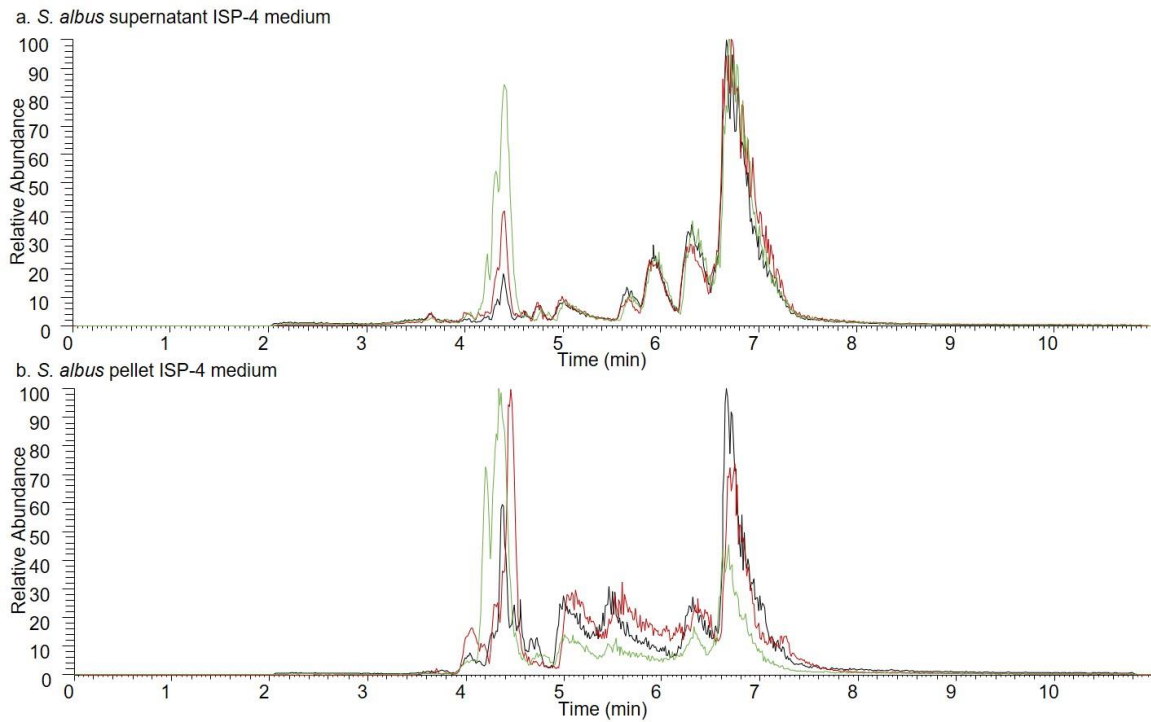 a. S. albus supernatant ISP-4 medium
100
90
80
70
60
50
40
30
20
10
0
Relative Abundance
0 1 2 3 4 5 6 7 8 9 10
Time (min)
b. S. albus pellet ISP-4 medium
100
90
80
70
60
50
40
30
20
10
0
Relative Abundance
0 1 2 3 4 5 6 7 8 9 10
Time (min)